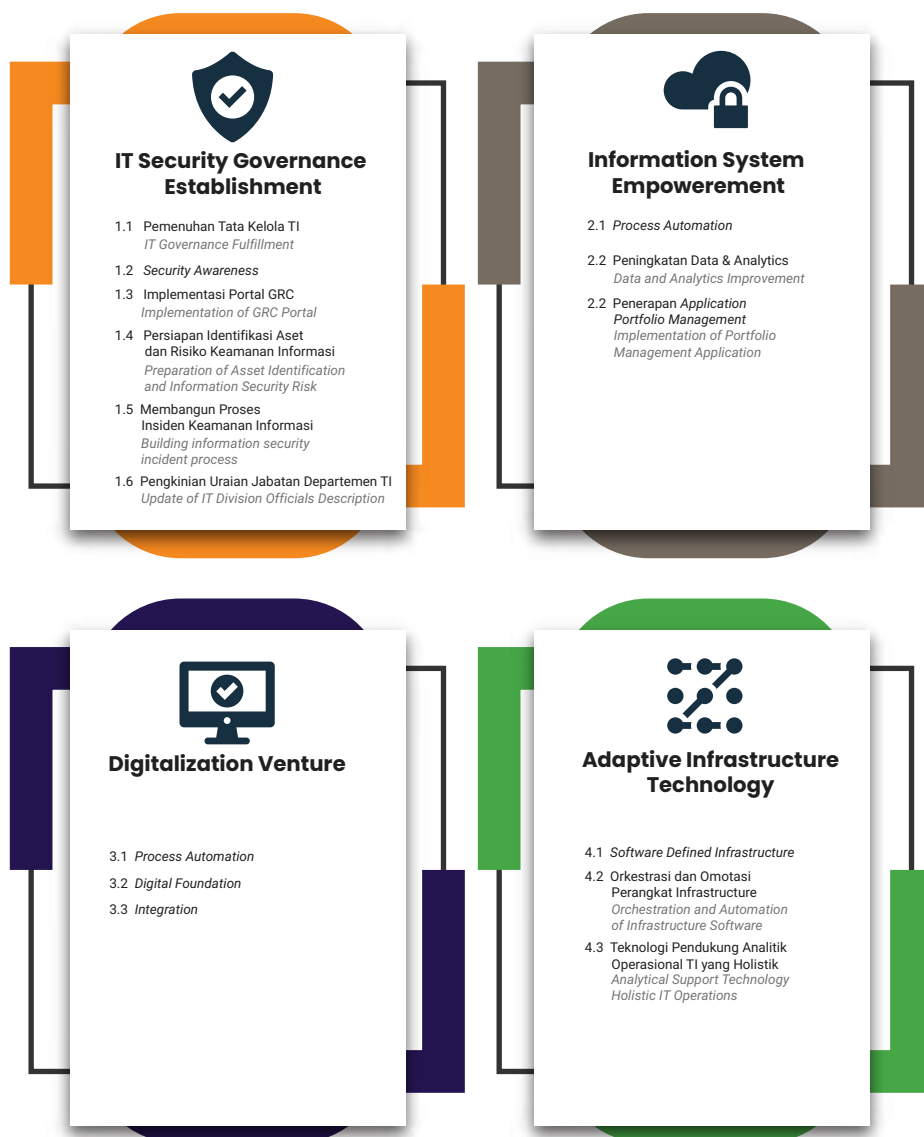 IT Security Governance
Establishment
1.1 Pemenuhan Tata Kelola TI
IT Governance Fulfillment
1.2 Security Awareness
1.3 Implementasi Portal GRC
Implementation of GRC Portal
1.4 Persiapan Identifikasi Aset
dan Risiko Keamanan Informasi
Preparation of Asset Identification
and Information Security Risk
1.5 Membangun Proses
Insiden Keamanan Informasi
Building information security
incident process
1.6 Pengkinian Uraian Jabatan Departemen TI
Update of IT Division Officials Description
Information System
Empowerement
2.1 Process Automation
2.2 Peningkatan Data & Analytics
Data and Analytics Improvement
2.2 Penerapan Application
Portfolio Management
Implementation of Portfolio
Management Application
Digitalization Venture
3.1 Process Automation
3.2 Digital Foundation
3.3 Integration
Adaptive Infrastructure
Technology
4.1 Software Defined Infrastructure
4.2 Orkestrasi dan Omotasi
Perangkat Infrastructure
Orchestration and Automation
of Infrastructure Software
4.3 Teknologi Pendukung Analitik
Operasional TI yang Holistik
Analytical Support Technology
Holistic IT Operations